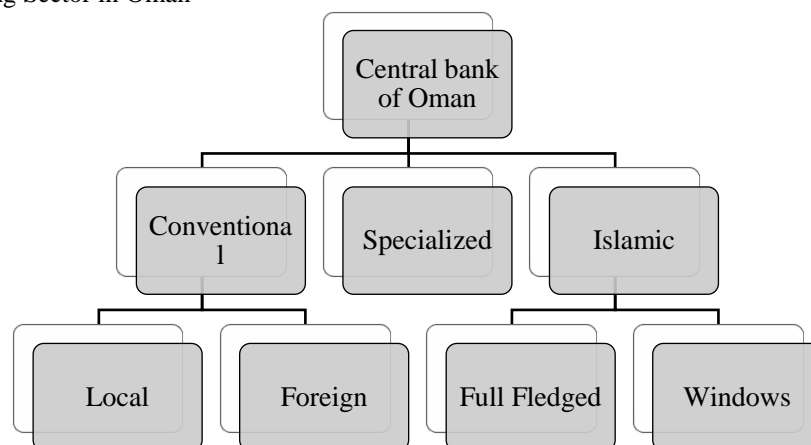 g Sector in Oman
Central bank
of Oman
Conventiona
l
Specialized
Islamic
Local
Foreign
Full Fledged
Windows